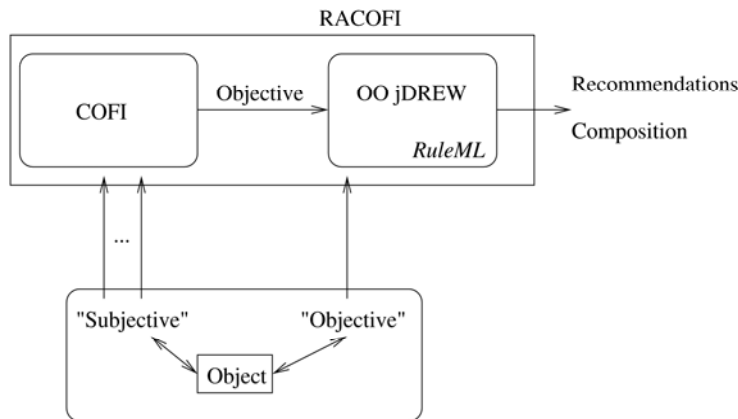 RACOFI
COFI
Objective
OO jDREW
RuleML
Recommendations
Composition
...
"Subjective"
"Objective"
Object